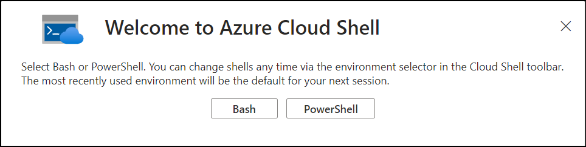 Welcome to Azure Cloud Shell
Select Bash or PowerShell. You can change shells any time via the environment selector in the Cloud Shell toolbar.
The most recently used environment will be the default for your next session.
Bash
PowerShell